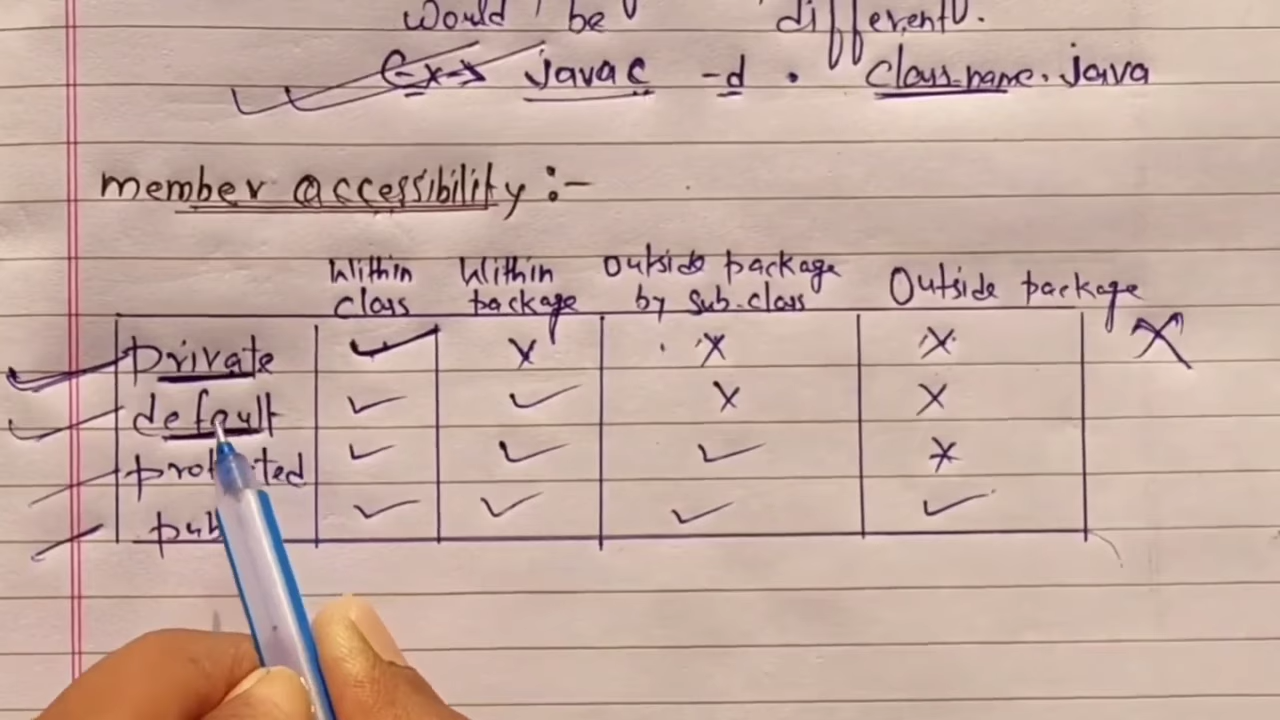 would be different.
Ex→ javac -d . Class-name.java
member accessibility :-
Within class Within package Outside package by sub-class Outside package
private ✓ x x x X
default ✓ ✓ x x
protected ✓ ✓ ✓ x
pub ✓ ✓ ✓ ✓